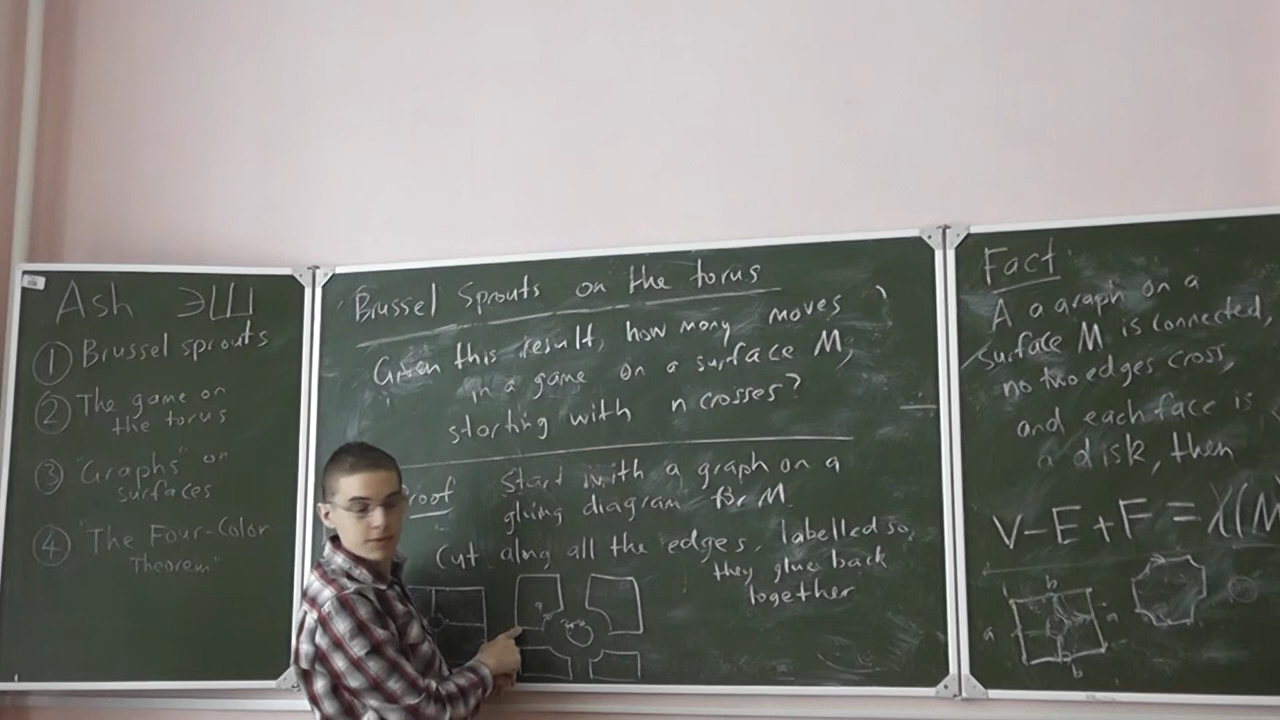 Ash ЭШ
① Brussel sprouts
② The game on
the torus
③ "Graphs" on
surfaces
④ "The Four-Color
Theorem"
Brussel Sprouts on the torus
Given this result, how many moves
in a game on a surface M,
starting with n crosses?
roof Start with a graph on a
gluing diagram for M.
Cut along all the edges, labelled so
they glue back
together
Fact
A a graph on a
surface M is connected,
no two edges cross,
and each face is
a disk, then
V-E+F=χ(M
b
a
b